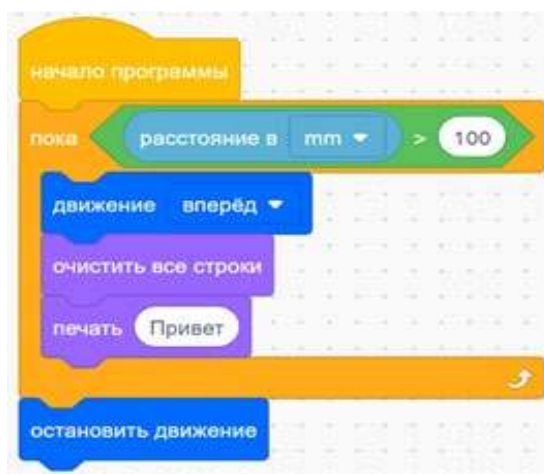 начало программы
пока расстояние в mm > 100
движение вперёд
очистить все строки
печать Привет
остановить движение